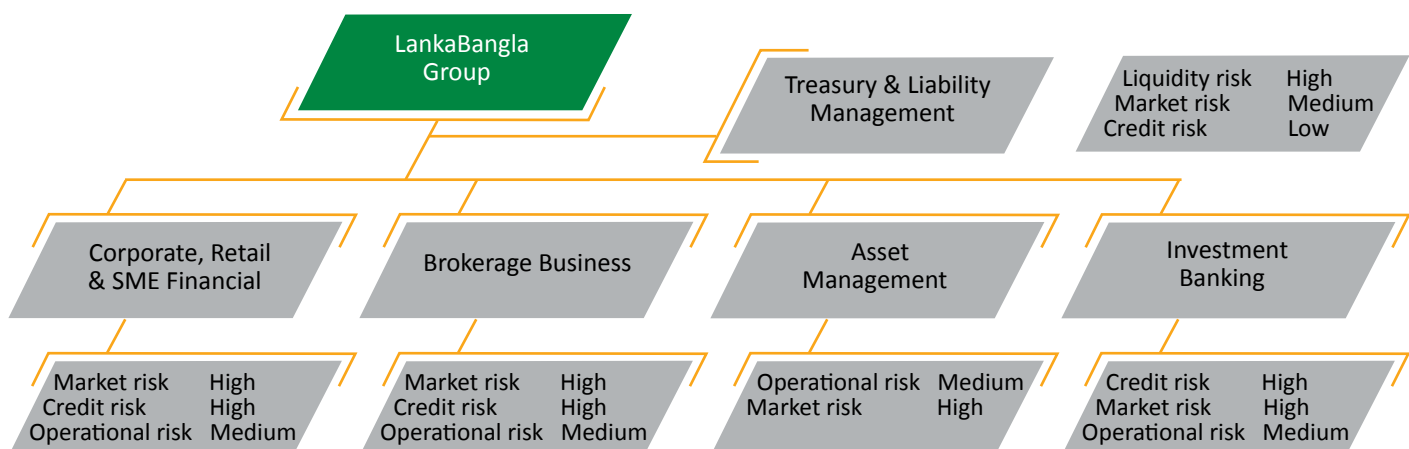 LankaBangla
Group
Treasury & Liability
Management
Liquidity risk High
Market risk Medium
Credit risk Low
Corporate, Retail
& SME Financial
Brokerage Business
Asset
Management
Investment
Banking
Market risk High
Credit risk High
Operational risk Medium
Market risk High
Credit risk High
Operational risk Medium
Operational risk Medium
Market risk High
Credit risk High
Market risk High
Operational risk Medium